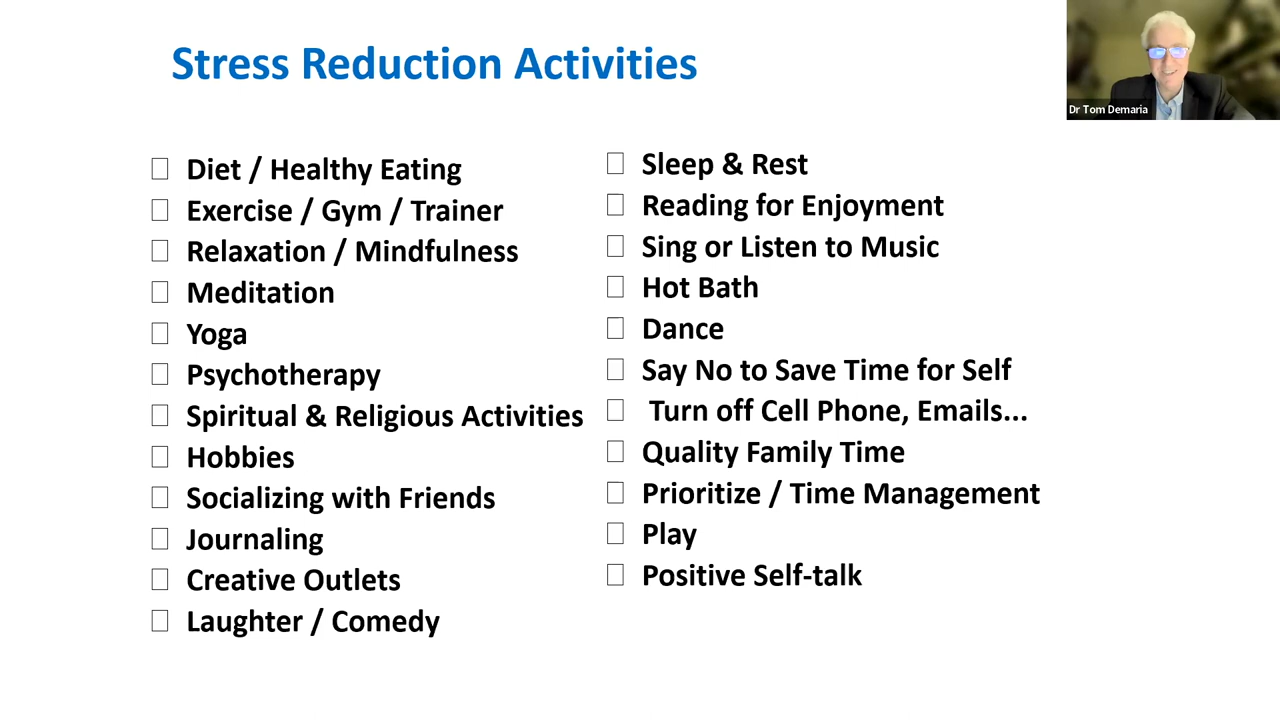 Stress Reduction Activities
Dr Tom Demaria
Diet / Healthy Eating
Exercise / Gym / Trainer
Relaxation / Mindfulness
Meditation
Yoga
Psychotherapy
Spiritual & Religious Activities
Hobbies
Socializing with Friends
Journaling
Creative Outlets
Laughter / Comedy
Sleep & Rest
Reading for Enjoyment
Sing or Listen to Music
Hot Bath
Dance
Say No to Save Time for Self
Turn off Cell Phone, Emails...
Quality Family Time
Prioritize / Time Management
Play
Positive Self-talk